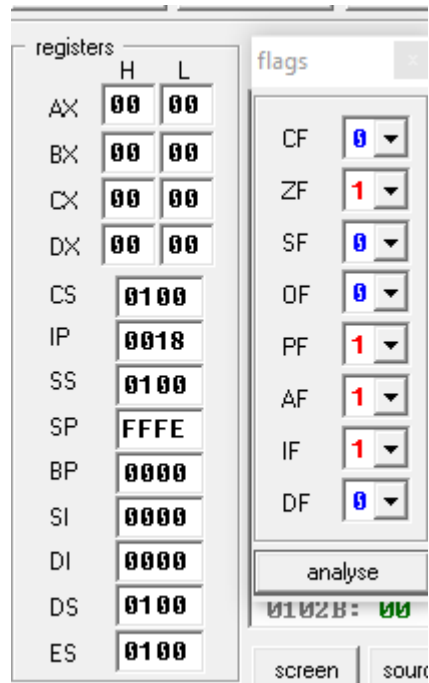 registers
H L
AX 00 00
BX 00 00
CX 00 00
DX 00 00
CS 0100
IP 0018
SS 0100
SP FFFE
BP 0000
SI 0000
DI 0000
DS 0100
ES 0100
flags
x
CF 0
ZF 1
SF 0
OF 0
PF 1
AF 1
IF 1
DF 0
analyse
0102B: 00
screen